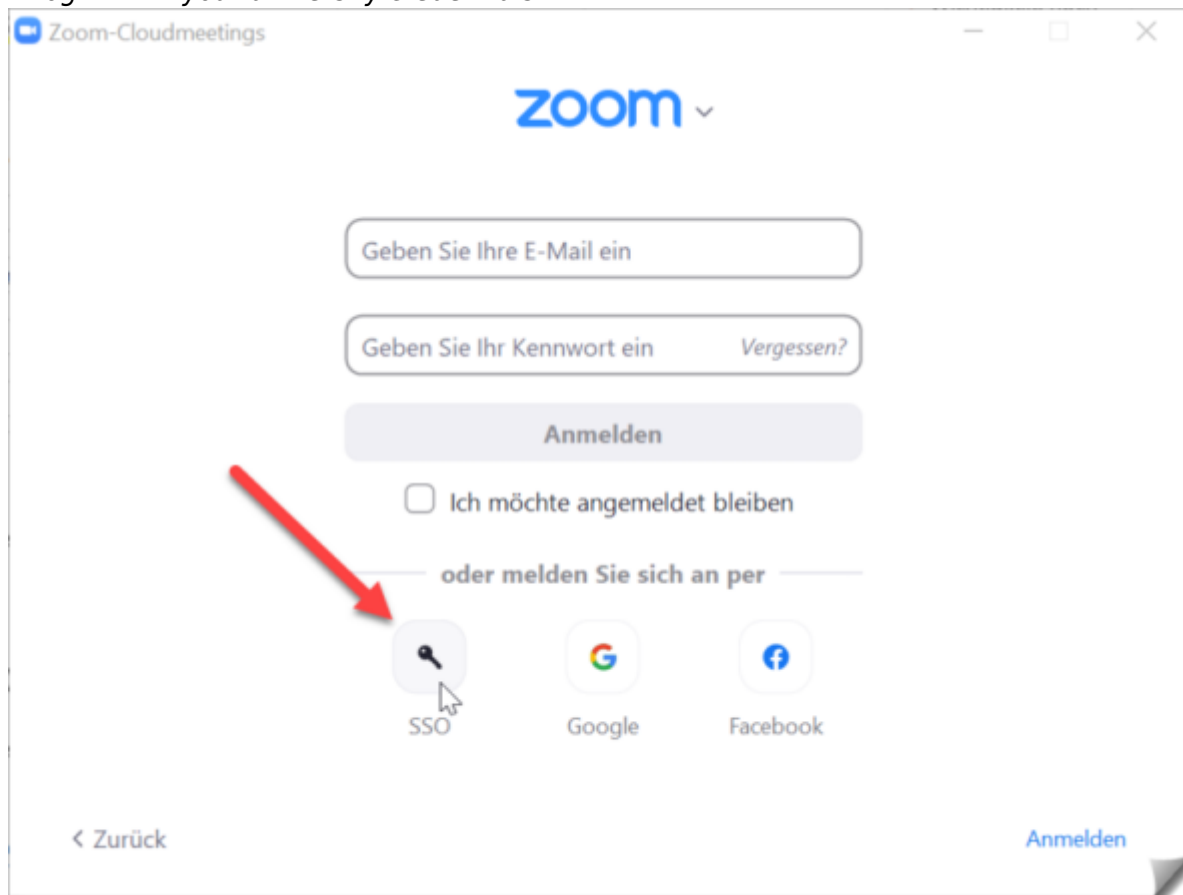 Zoom-Cloudmeetings
zoom
Geben Sie Ihre E-Mail ein
Geben Sie Ihr Kennwort ein Vergessen?
Anmelden
Ich möchte angemeldet bleiben
oder melden Sie sich an per
SSO Google Facebook
< Zurück Anmelden